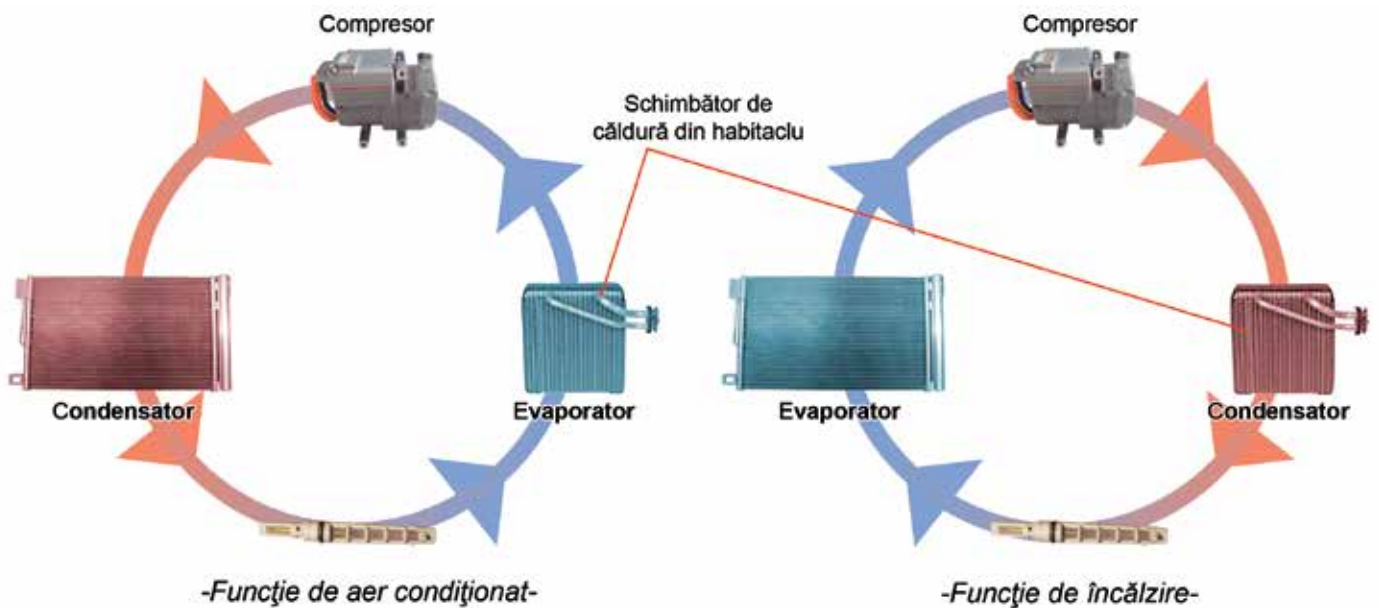 Compresor
Compresor
Schimbător de
căldură din habitaclu
Condensator
Evaporator
Evaporator
Condensator
-Funcţie de aer condiţionat-
-Funcţie de încălzire-